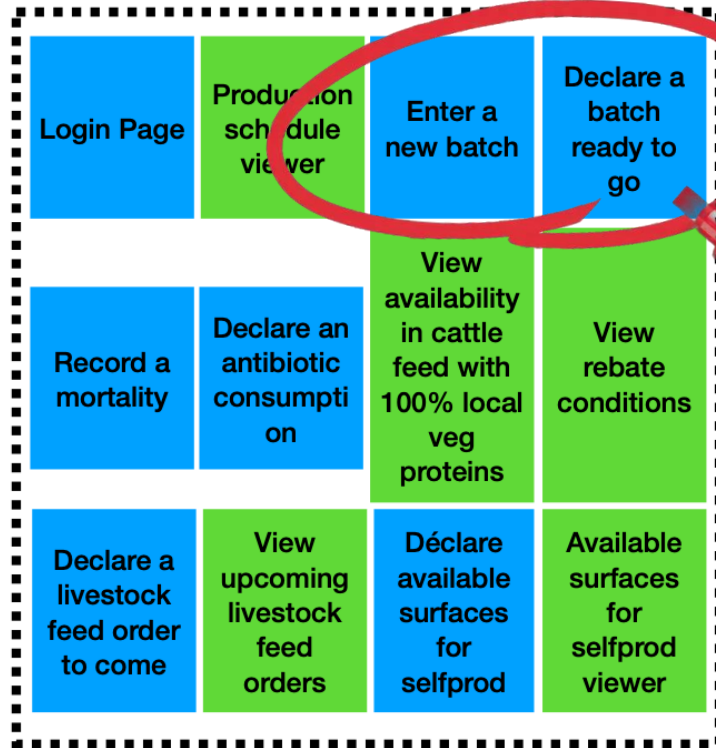 Login Page
Production
schedule
viewer
Enter a
new batch
Declare a
batch
ready to
go
Record a
mortality
Declare an
antibiotic
consumpti
on
View
availability
in cattle
feed with
100% local
veg
proteins
View
rebate
conditions
Declare a
livestock
feed order
to come
View
upcoming
livestock
feed
orders
Déclare
available
surfaces
for
selfprod
Available
surfaces
for
selfprod
viewer